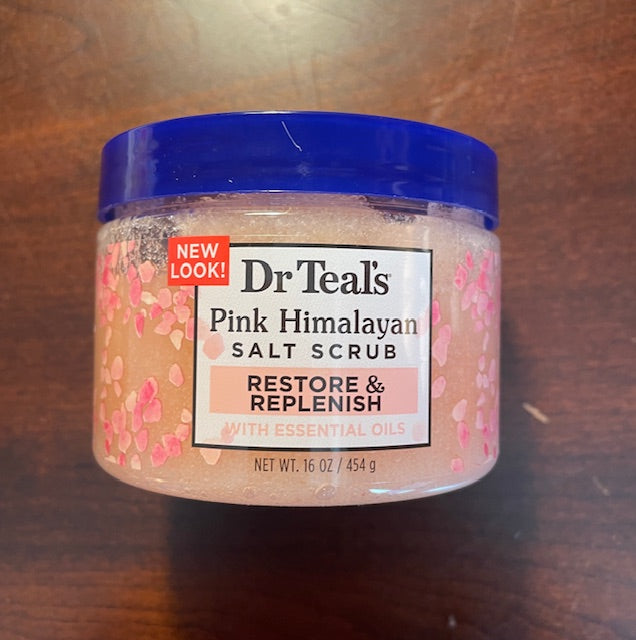 NEW
LOOK!
Dr Teal's
Pink Himalayan
SALT SCRUB
RESTORE &
REPLENISH
WITH ESSENTIAL OILS
NET WT. 16 OZ / 454 g